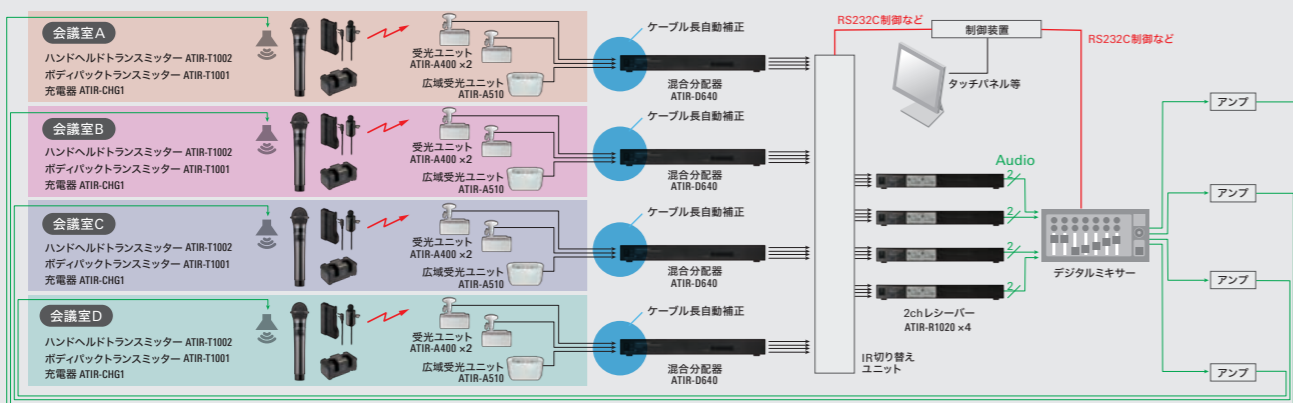 会議室A
ハンドヘルドトランスミッター ATIR-T1002
ボディパックトランスミッター ATIR-T1001
充電器 ATIR-CHG1
受光ユニット
ATIR-A400 ×2
広域受光ユニット
ATIR-A510
ケーブル長自動補正
混合分配器
ATIR-D640
会議室B
ハンドヘルドトランスミッター ATIR-T1002
ボディパックトランスミッター ATIR-T1001
充電器 ATIR-CHG1
受光ユニット
ATIR-A400 ×2
広域受光ユニット
ATIR-A510
ケーブル長自動補正
混合分配器
ATIR-D640
会議室C
ハンドヘルドトランスミッター ATIR-T1002
ボディパックトランスミッター ATIR-T1001
充電器 ATIR-CHG1
受光ユニット
ATIR-A400 ×2
広域受光ユニット
ATIR-A510
ケーブル長自動補正
混合分配器
ATIR-D640
会議室D
ハンドヘルドトランスミッター ATIR-T1002
ボディパックトランスミッター ATIR-T1001
充電器 ATIR-CHG1
受光ユニット
ATIR-A400 ×2
広域受光ユニット
ATIR-A510
ケーブル長自動補正
混合分配器
ATIR-D640
IR切り替え
ユニット
RS232C制御など
制御装置
RS232C制御など
タッチパネル等
Audio
2
2
2
2
2chレシーバー
ATIR-R1020 ×4
デジタルミキサー
アンプ
アンプ
アンプ
アンプ